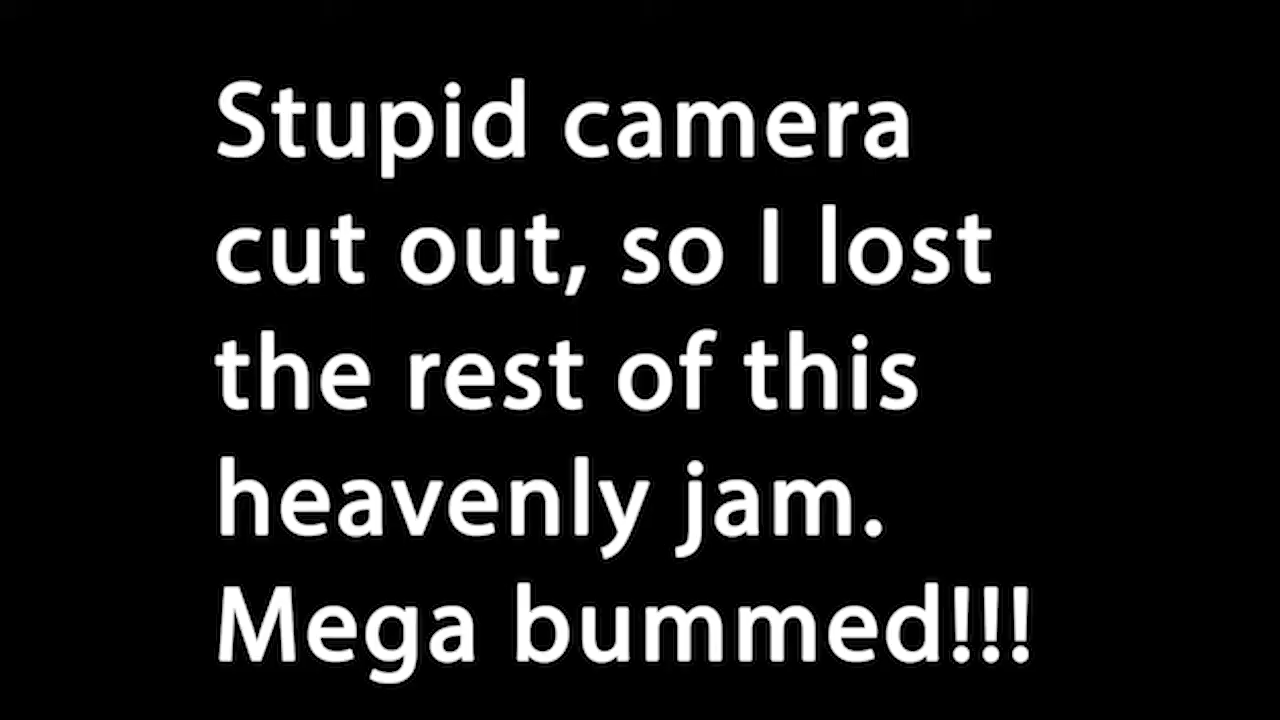 Stupid camera
cut out, so I lost
the rest of this
heavenly jam.
Mega bummed!!!